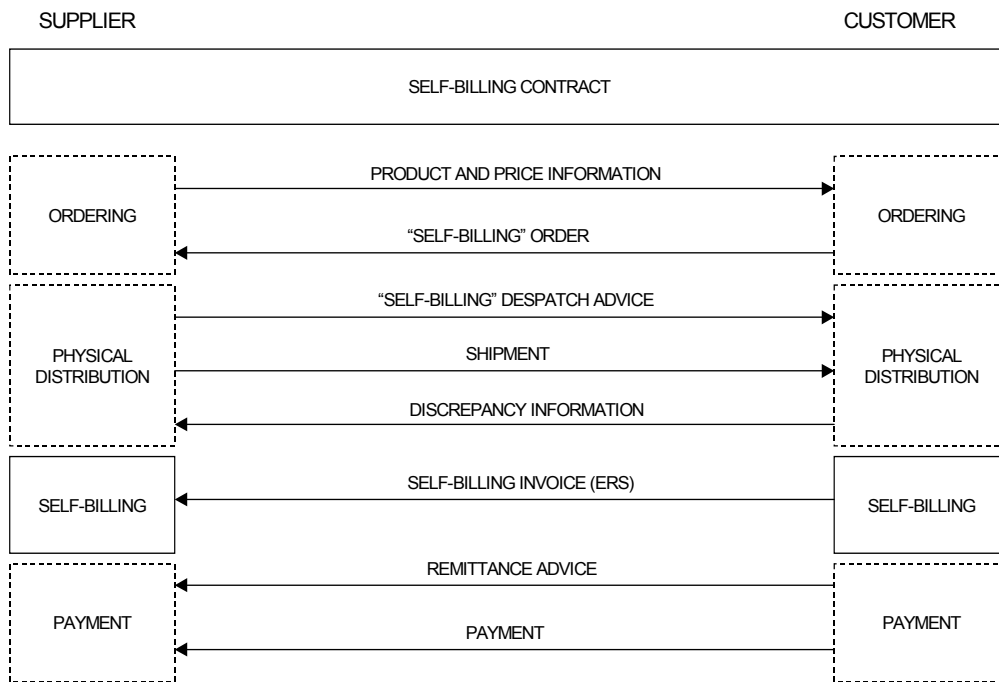 SUPPLIER
CUSTOMER
SELF-BILLING CONTRACT
PRODUCT AND PRICE INFORMATION
ORDERING
ORDERING
“SELF-BILLING” ORDER
“SELF-BILLING” DESPATCH ADVICE
PHYSICAL
DISTRIBUTION
SHIPMENT
PHYSICAL
DISTRIBUTION
DISCREPANCY INFORMATION
SELF-BILLING
SELF-BILLING INVOICE (ERS)
SELF-BILLING
REMITTANCE ADVICE
PAYMENT
PAYMENT
PAYMENT